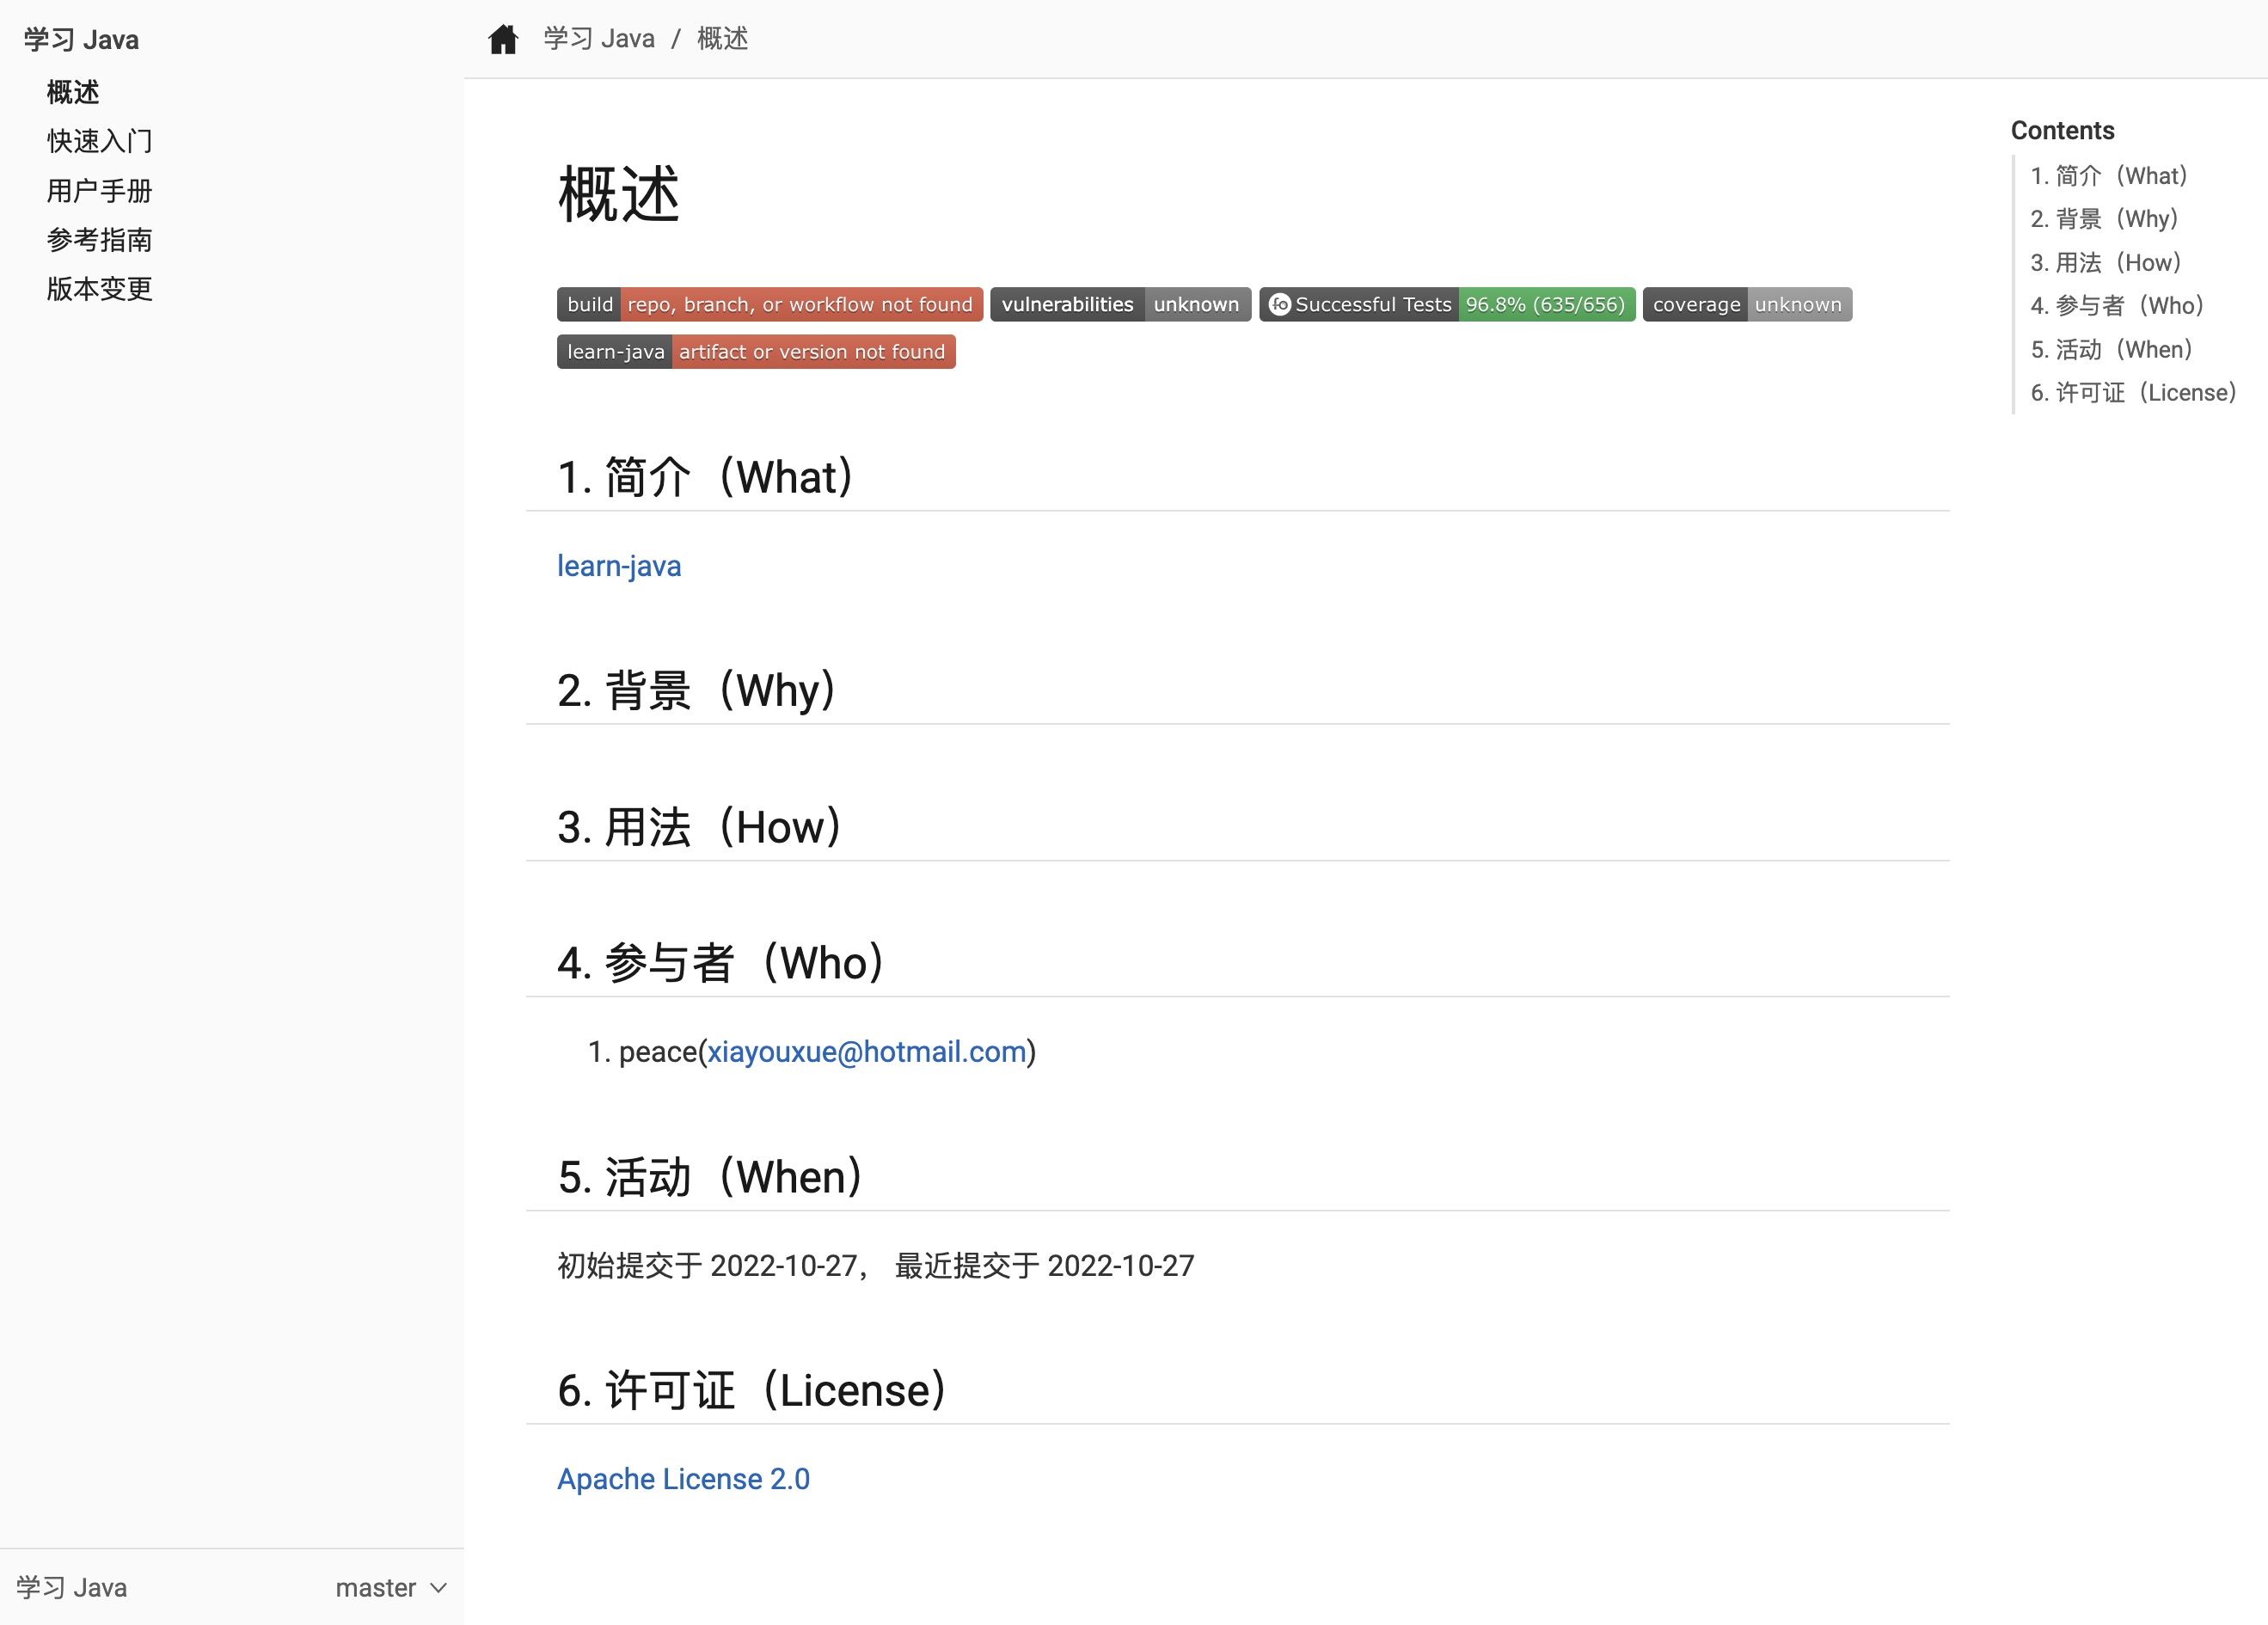 学习 Java
概述
快速入门
用户手册
参考指南
版本变更
学习 Java master
学习 Java / 概述
概述
build repo, branch, or workflow not found vulnerabilities unknown Successful Tests 96.8% (635/656) coverage unknown
learn-java artifact or version not found
1. 简介（What）
learn-java
2. 背景（Why）
3. 用法（How）
4. 参与者（Who）
1. peace(xiayouxue@hotmail.com)
5. 活动（When）
初始提交于 2022-10-27， 最近提交于 2022-10-27
6. 许可证（License）
Apache License 2.0
Contents
1. 简介（What）
2. 背景（Why）
3. 用法（How）
4. 参与者（Who）
5. 活动（When）
6. 许可证（License）